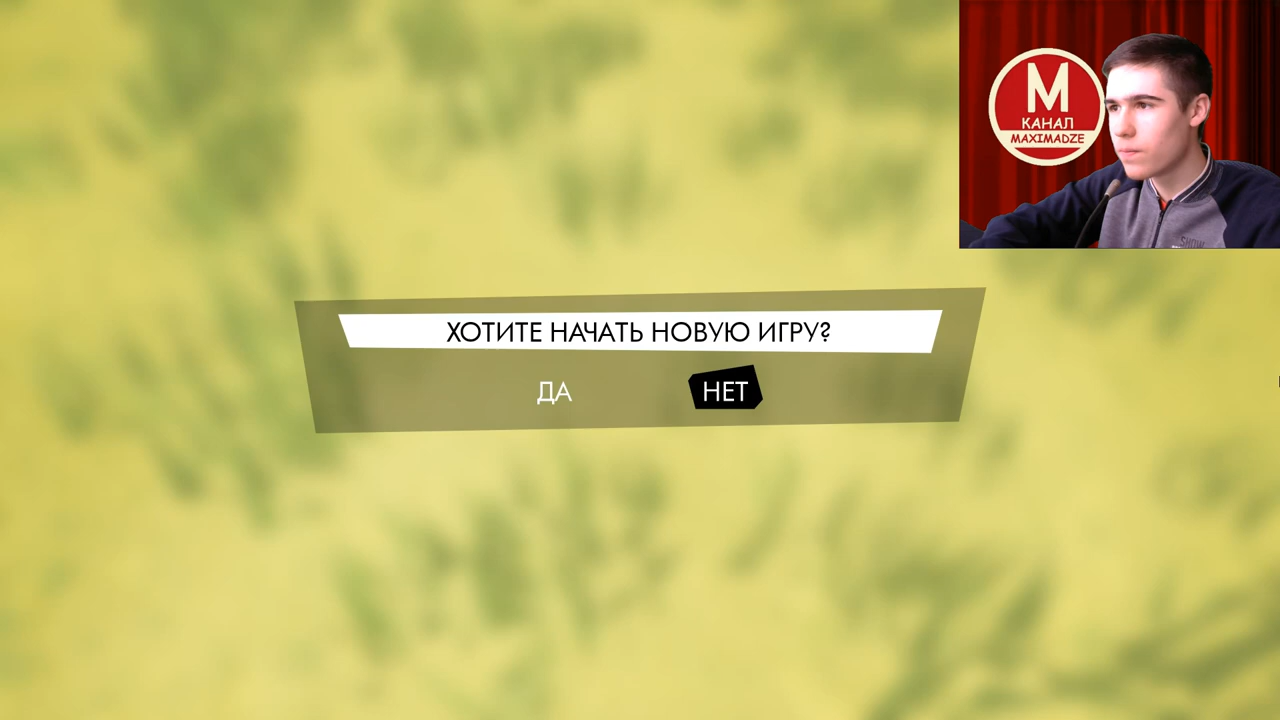 М
КАНАЛ
MAXIMADZE
ХОТИТЕ НАЧАТЬ НОВУЮ ИГРУ?
ДА НЕТ